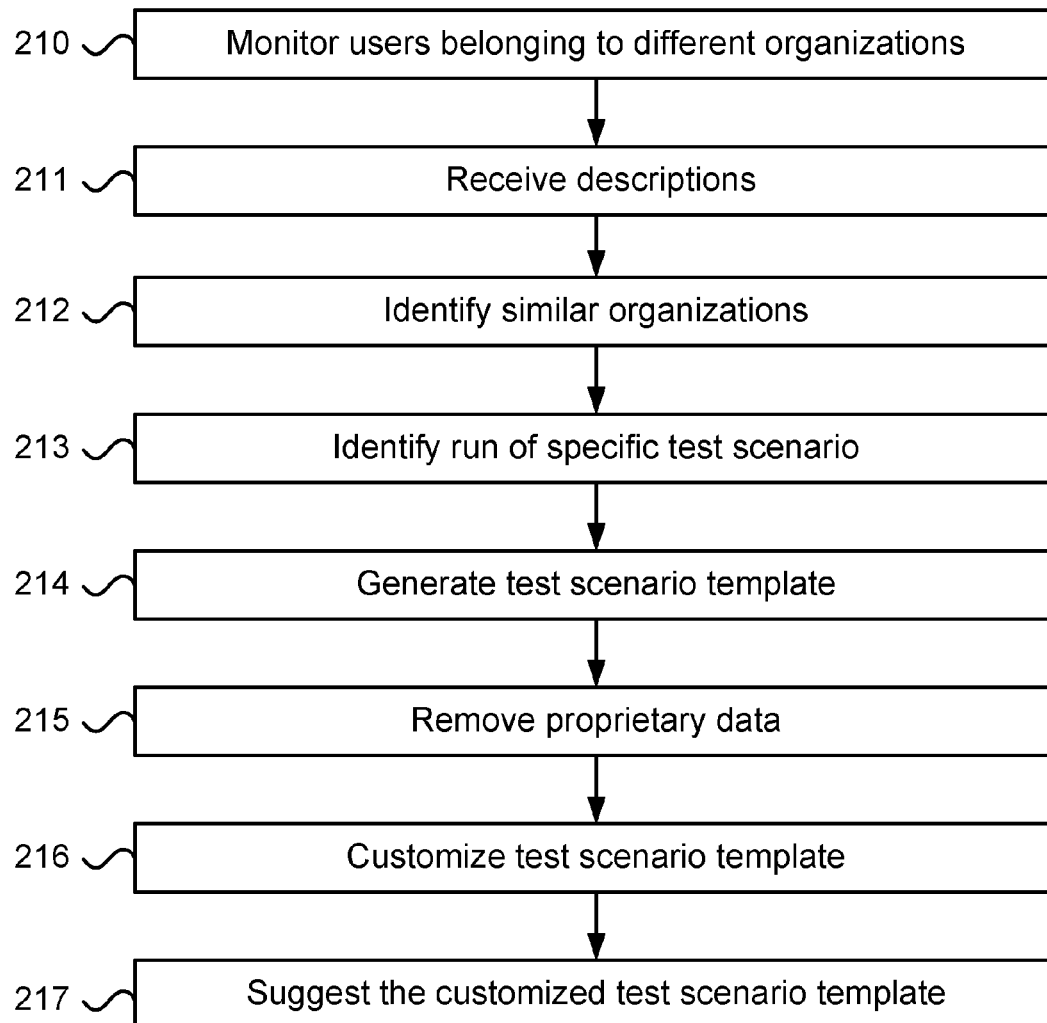 210 Monitor users belonging to different organizations
211 Receive descriptions
212 Identify similar organizations
213 Identify run of specific test scenario
214 Generate test scenario template
215 Remove proprietary data
216 Customize test scenario template
217 Suggest the customized test scenario template